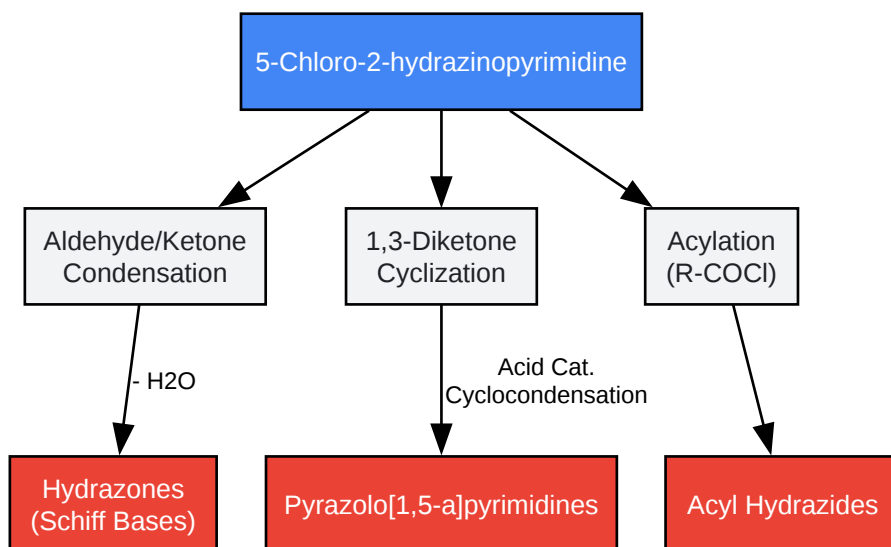 5-Chloro-2-hydrazinopyrimidine
Aldehyde/Ketone
Condensation
1,3-Diketone
Cyclization
Acylation
(R-COCl)
- H2O
Acid Cat.
Cyclocondensation
Hydrazones
(Schiff Bases)
Pyrazolo[1,5-a]pyrimidines
Acyl Hydrazides